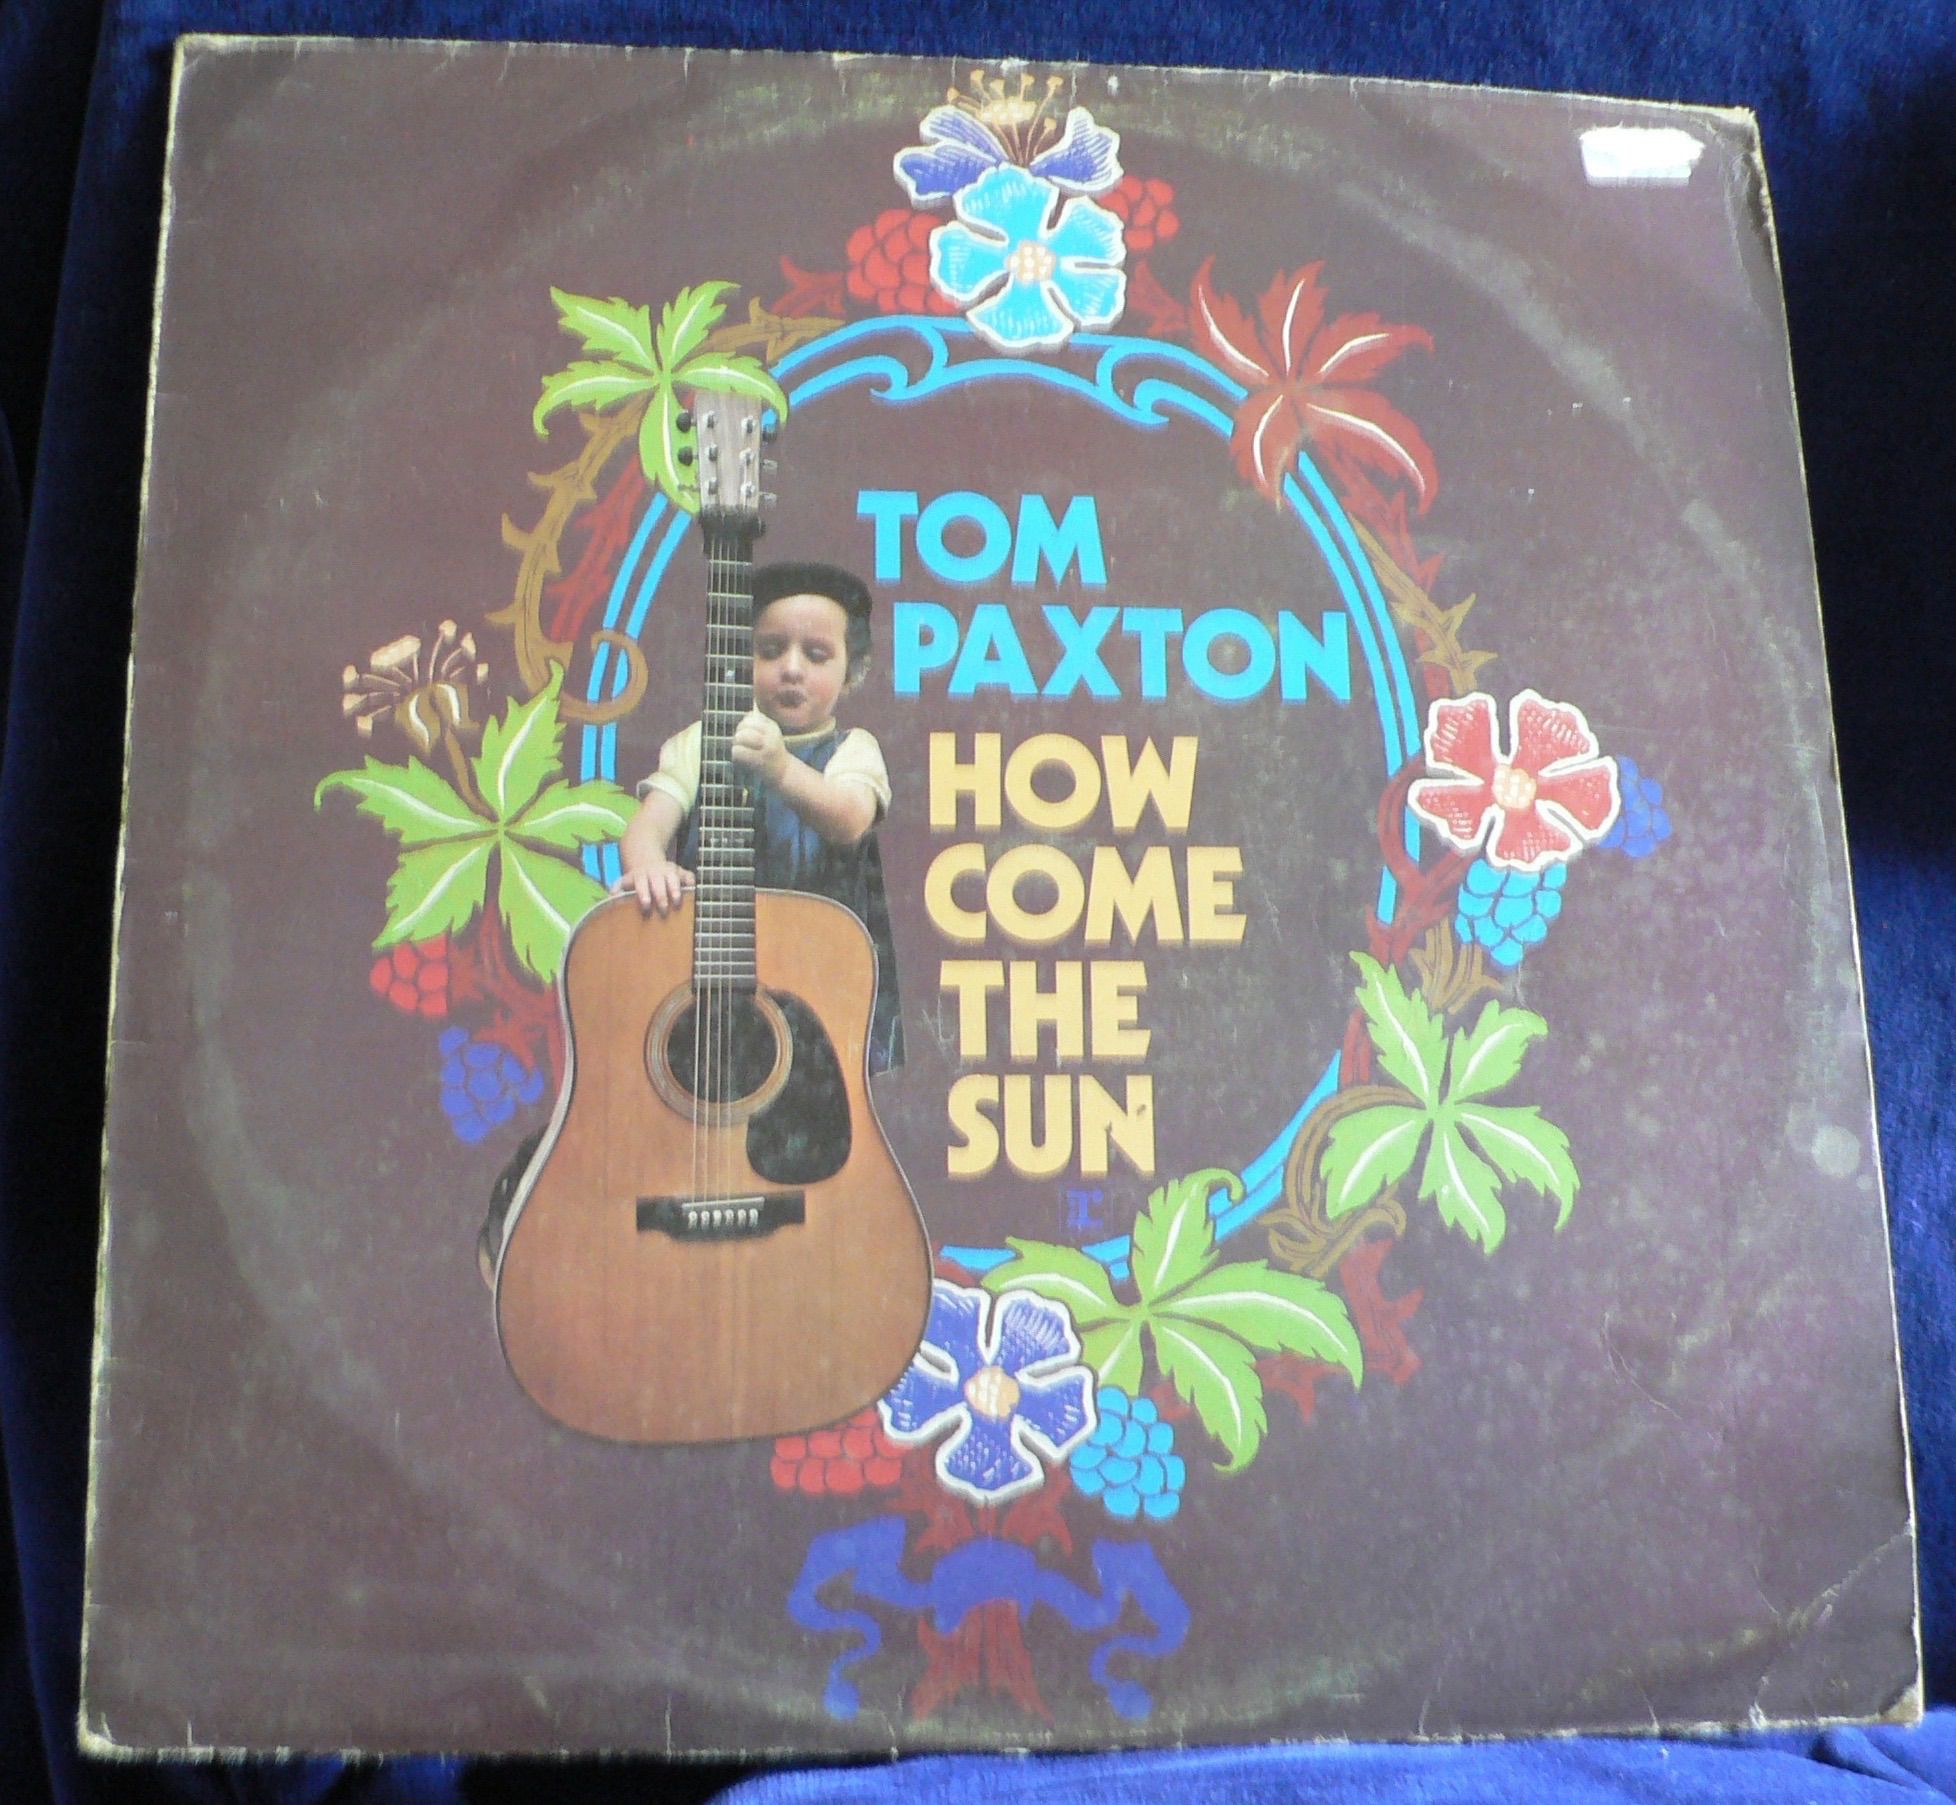 TOM
PAXTON
HOW
COME
THE
SUN